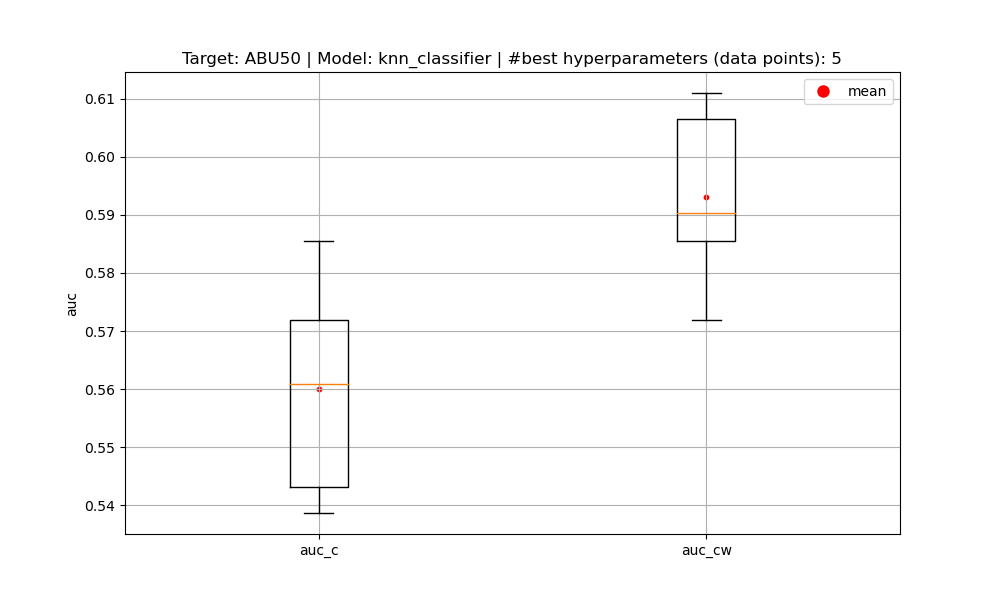 Target: ABU50 | Model: knn_classifier | #best hyperparameters (data points): 5
mean
0.61
0.60
0.59
0.58
0.57
0.56
0.55
0.54
auc
auc_c
auc_cw